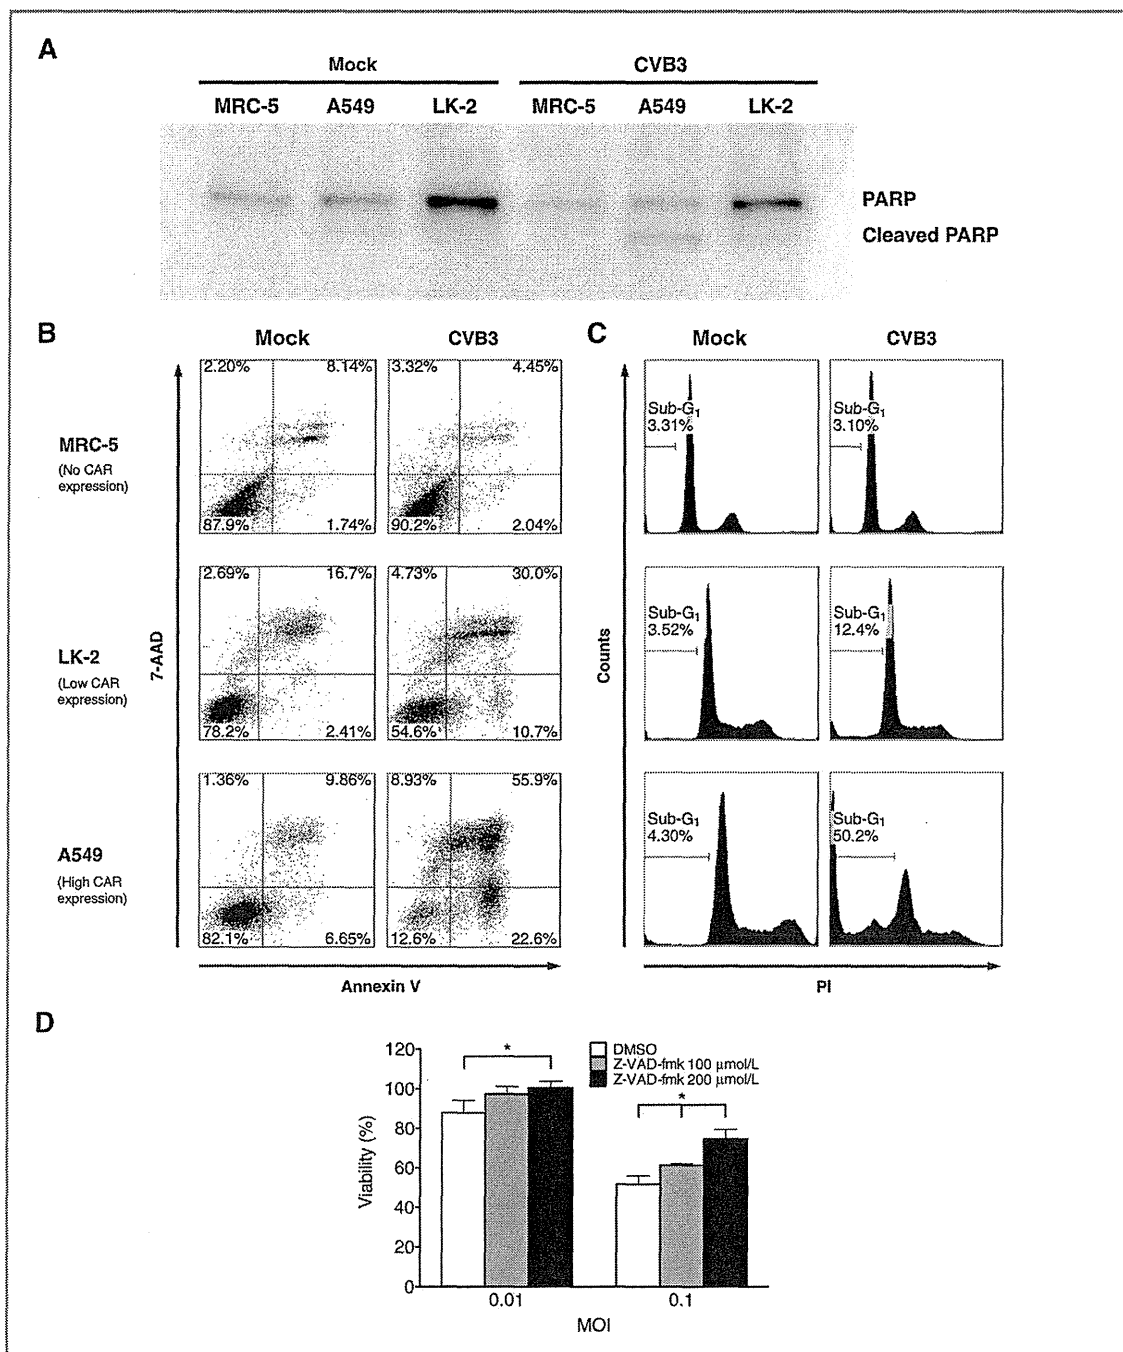 A
Mock CVB3
MRC-5 A549 LK-2 MRC-5 A549 LK-2
PARP
Cleaved PARP
B
Mock CVB3
MRC-5
(No CAR
expression)
2.20% 8.14% 3.32% 4.45%
87.9% 1.74% 90.2% 2.04%
LK-2
(Low CAR
expression)
2.69% 16.7% 4.73% 30.0%
78.2% 2.41% 54.6% 10.7%
A549
(High CAR
expression)
1.36% 9.86% 8.93% 55.9%
82.1% 6.65% 12.6% 22.6%
7-AAD
Annexin V
C
Mock CVB3
Sub-G1 Sub-G1
3.31% 3.10%
Sub-G1 Sub-G1
3.52% 12.4%
Sub-G1 Sub-G1
4.30% 50.2%
Counts
PI
D
120
100
80
60
40
20
0
Viability (%)
*
DMSO
Z-VAD-fmk 100 μmol/L
Z-VAD-fmk 200 μmol/L
*
0.01 0.1
MOI